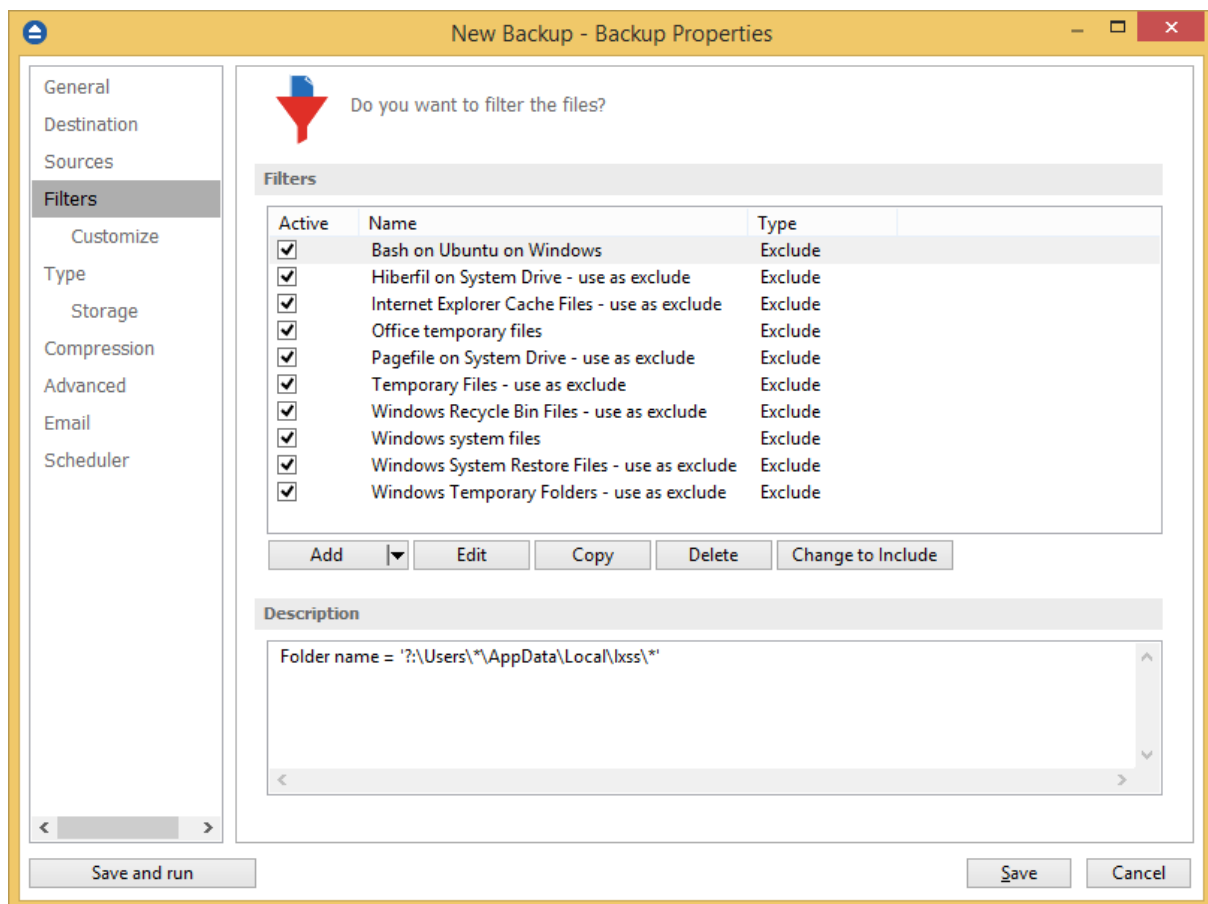 New Backup - Backup Properties
General
Destination
Sources
Filters
Customize
Type
Storage
Compression
Advanced
Email
Scheduler
Do you want to filter the files?
Filters
Active Name Type
Bash on Ubuntu on Windows Exclude
Hiberfil on System Drive - use as exclude Exclude
Internet Explorer Cache Files - use as exclude Exclude
Office temporary files Exclude
Pagefile on System Drive - use as exclude Exclude
Temporary Files - use as exclude Exclude
Windows Recycle Bin Files - use as exclude Exclude
Windows system files Exclude
Windows System Restore Files - use as exclude Exclude
Windows Temporary Folders - use as exclude Exclude
Add Edit Copy Delete Change to Include
Description
Folder name = '?:\Users\*\AppData\Local\lxss\*'
Save and run Save Cancel